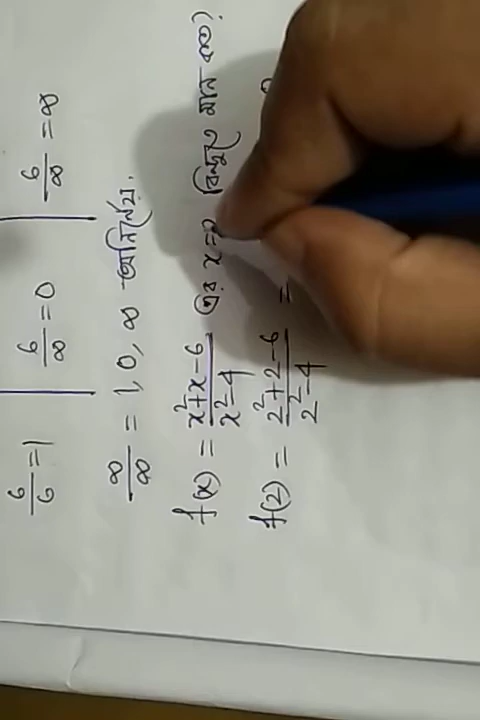 6/6 = 1 | 6/∞ = 0 | 6/∞ = ∞
∞/∞ = 1, 0, ∞ অনির্ণেয়.
f(x) = x²+x-6/x²-4 এর x=2 বিন্দুতে মান কত?
f(2) = 2²+2-6/2²-4 =